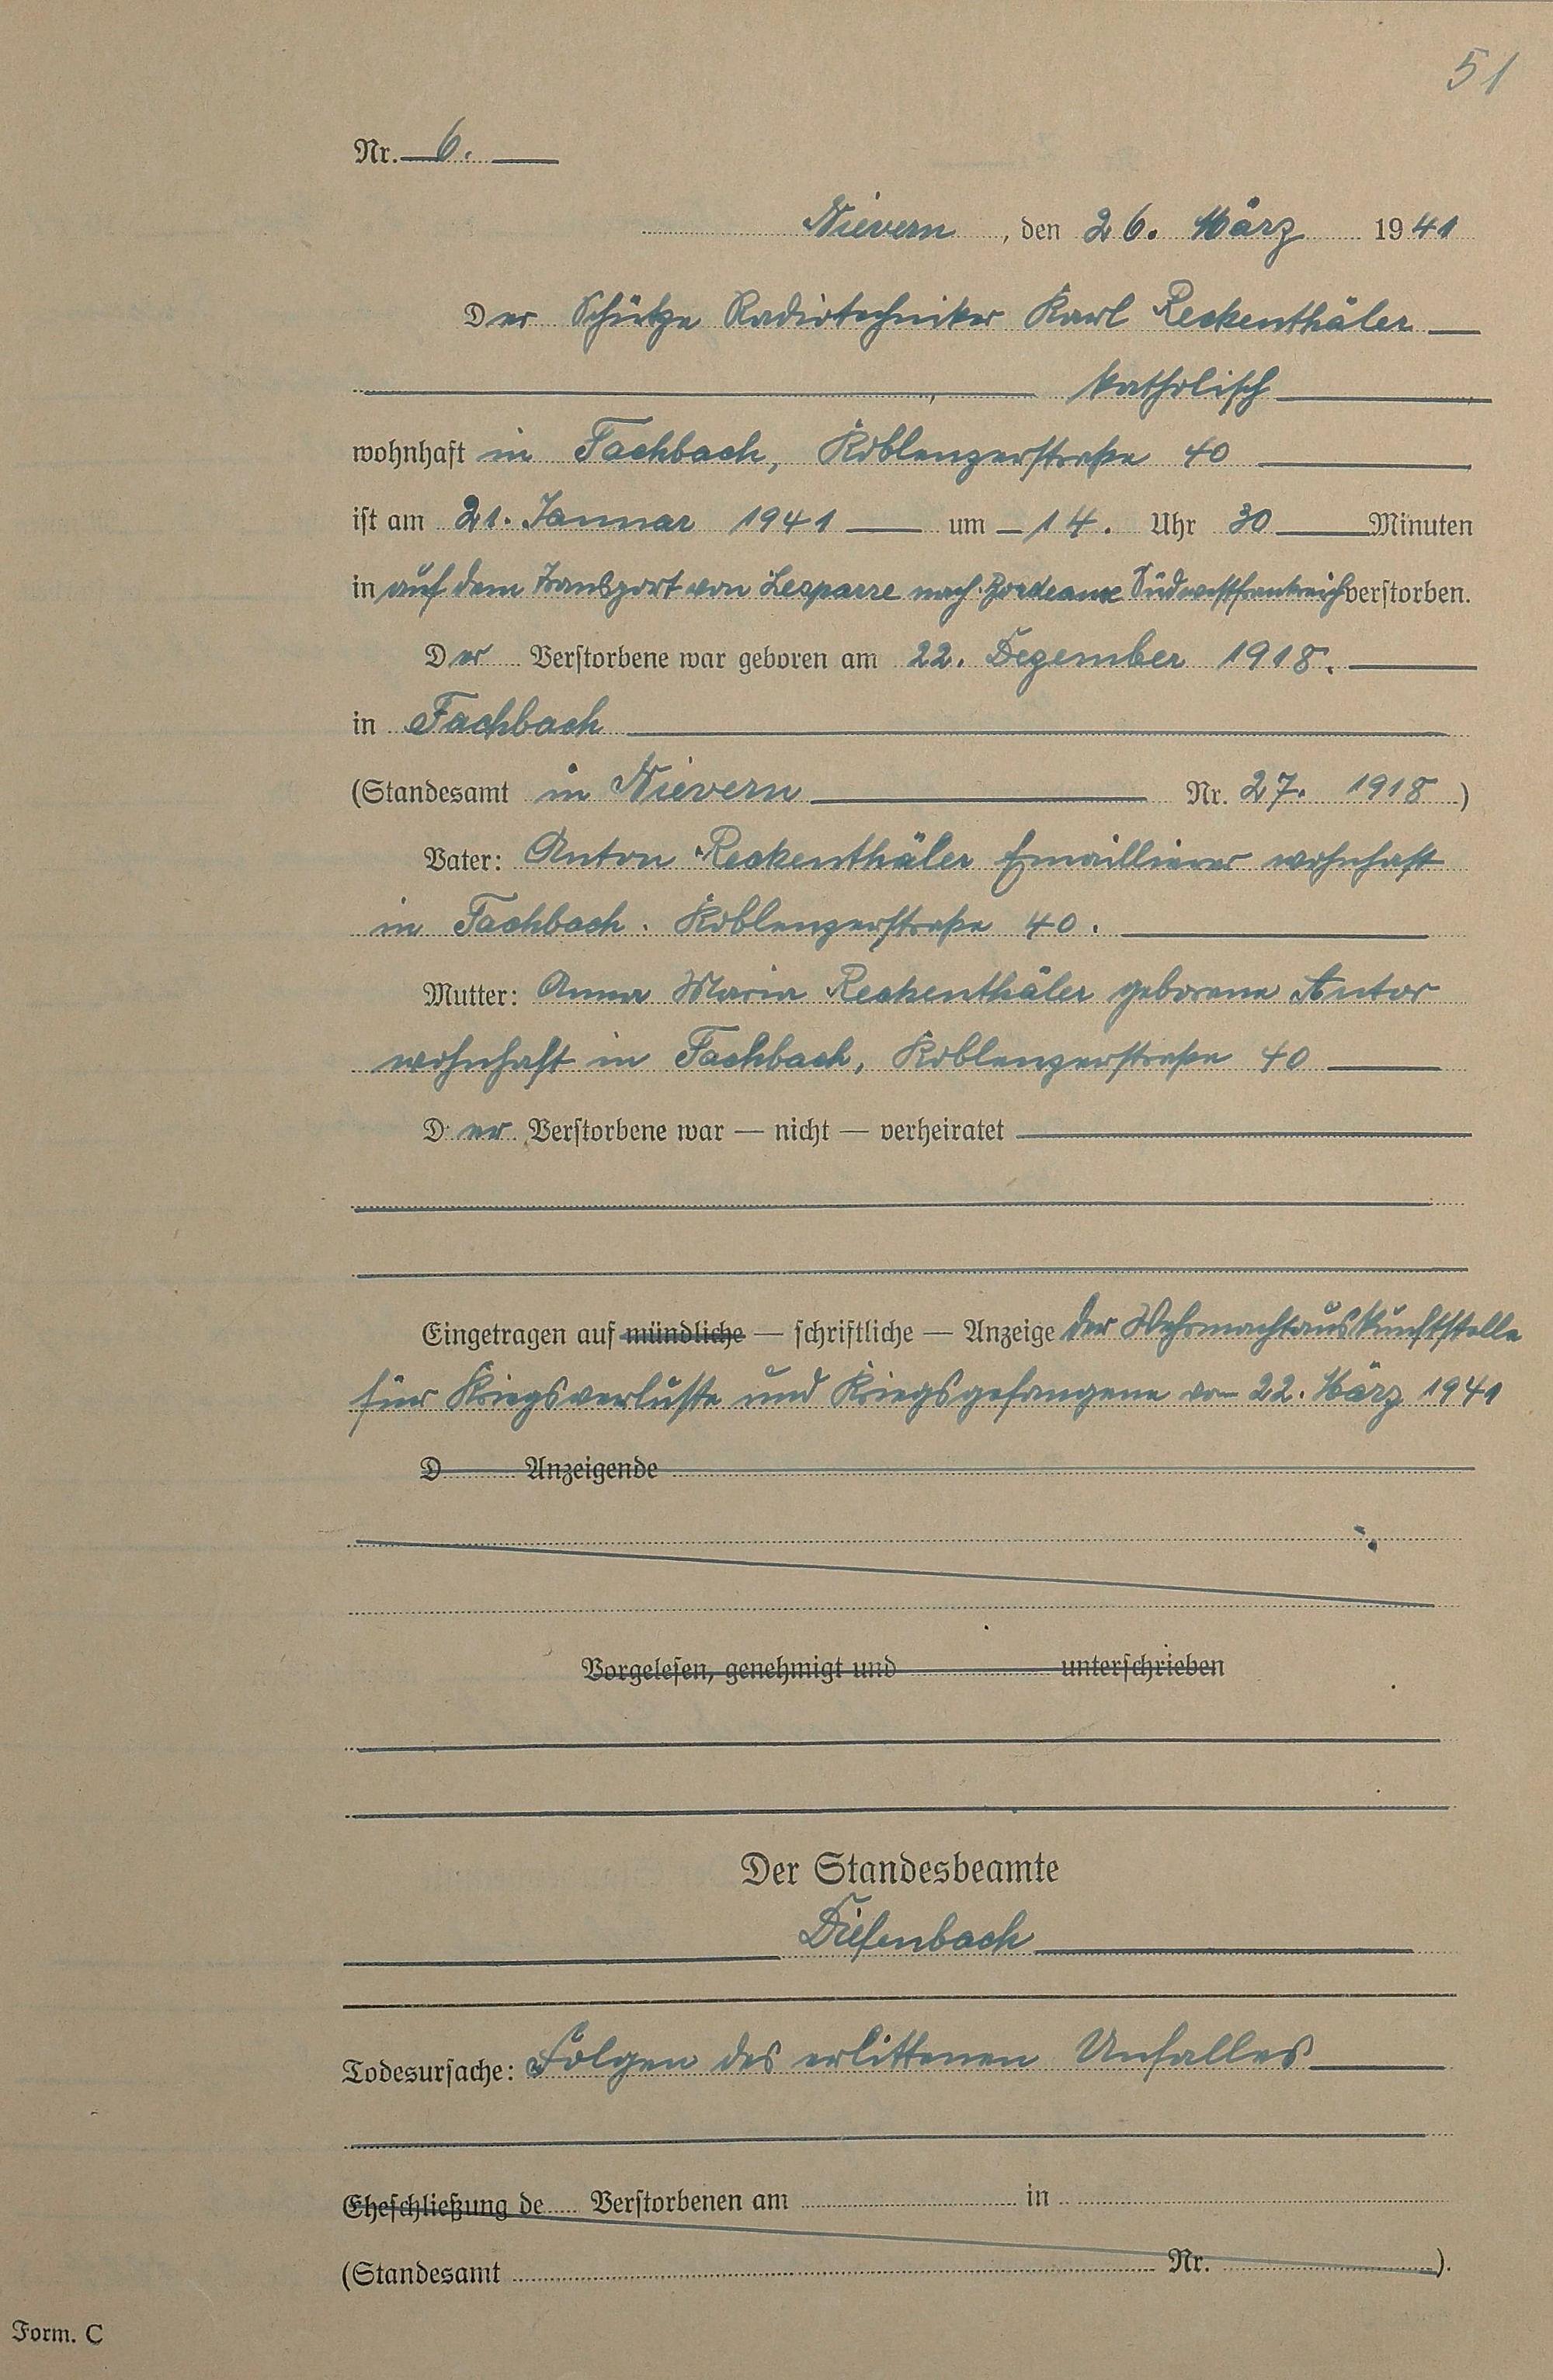 51
Nr. 6.
Nievern, den 26. März 1941
Der Schütze Radiotechniker Karl Reckenthäler
, katholisch,
wohnhaft in Fachbach, Koblenzerstraße 40
ist am 21. Januar 1941 um 14. Uhr 30 Minuten
in auf dem Transport von Lesparre nach Bordeaux Südwestfrankreich verstorben.
Der Verstorbene war geboren am 22. Dezember 1918.
in Fachbach
(Standesamt in Nievern Nr. 27. 1918)
Vater: Anton Reckenthäler Emaillierer wohnhaft
in Fachbach. Koblenzerstraße 40.
Mutter: Anna Maria Reckenthäler geborene Antor
wohnhaft in Fachbach, Koblenzerstraße 40
Der Verstorbene war — nicht — verheiratet
Eingetragen auf mündliche — schriftliche — Anzeige der Wehrmachtauskunftstelle
für Kriegsverluste und Kriegsgefangene vom 22. März 1941
D Anzeigende
Vorgelesen, genehmigt und unterschrieben
Der Standesbeamte
Diefenbach
Todesursache: Folgen des erlittenen Unfalles
Eheschließung de Verstorbenen am in
(Standesamt Nr. ).
Form. C